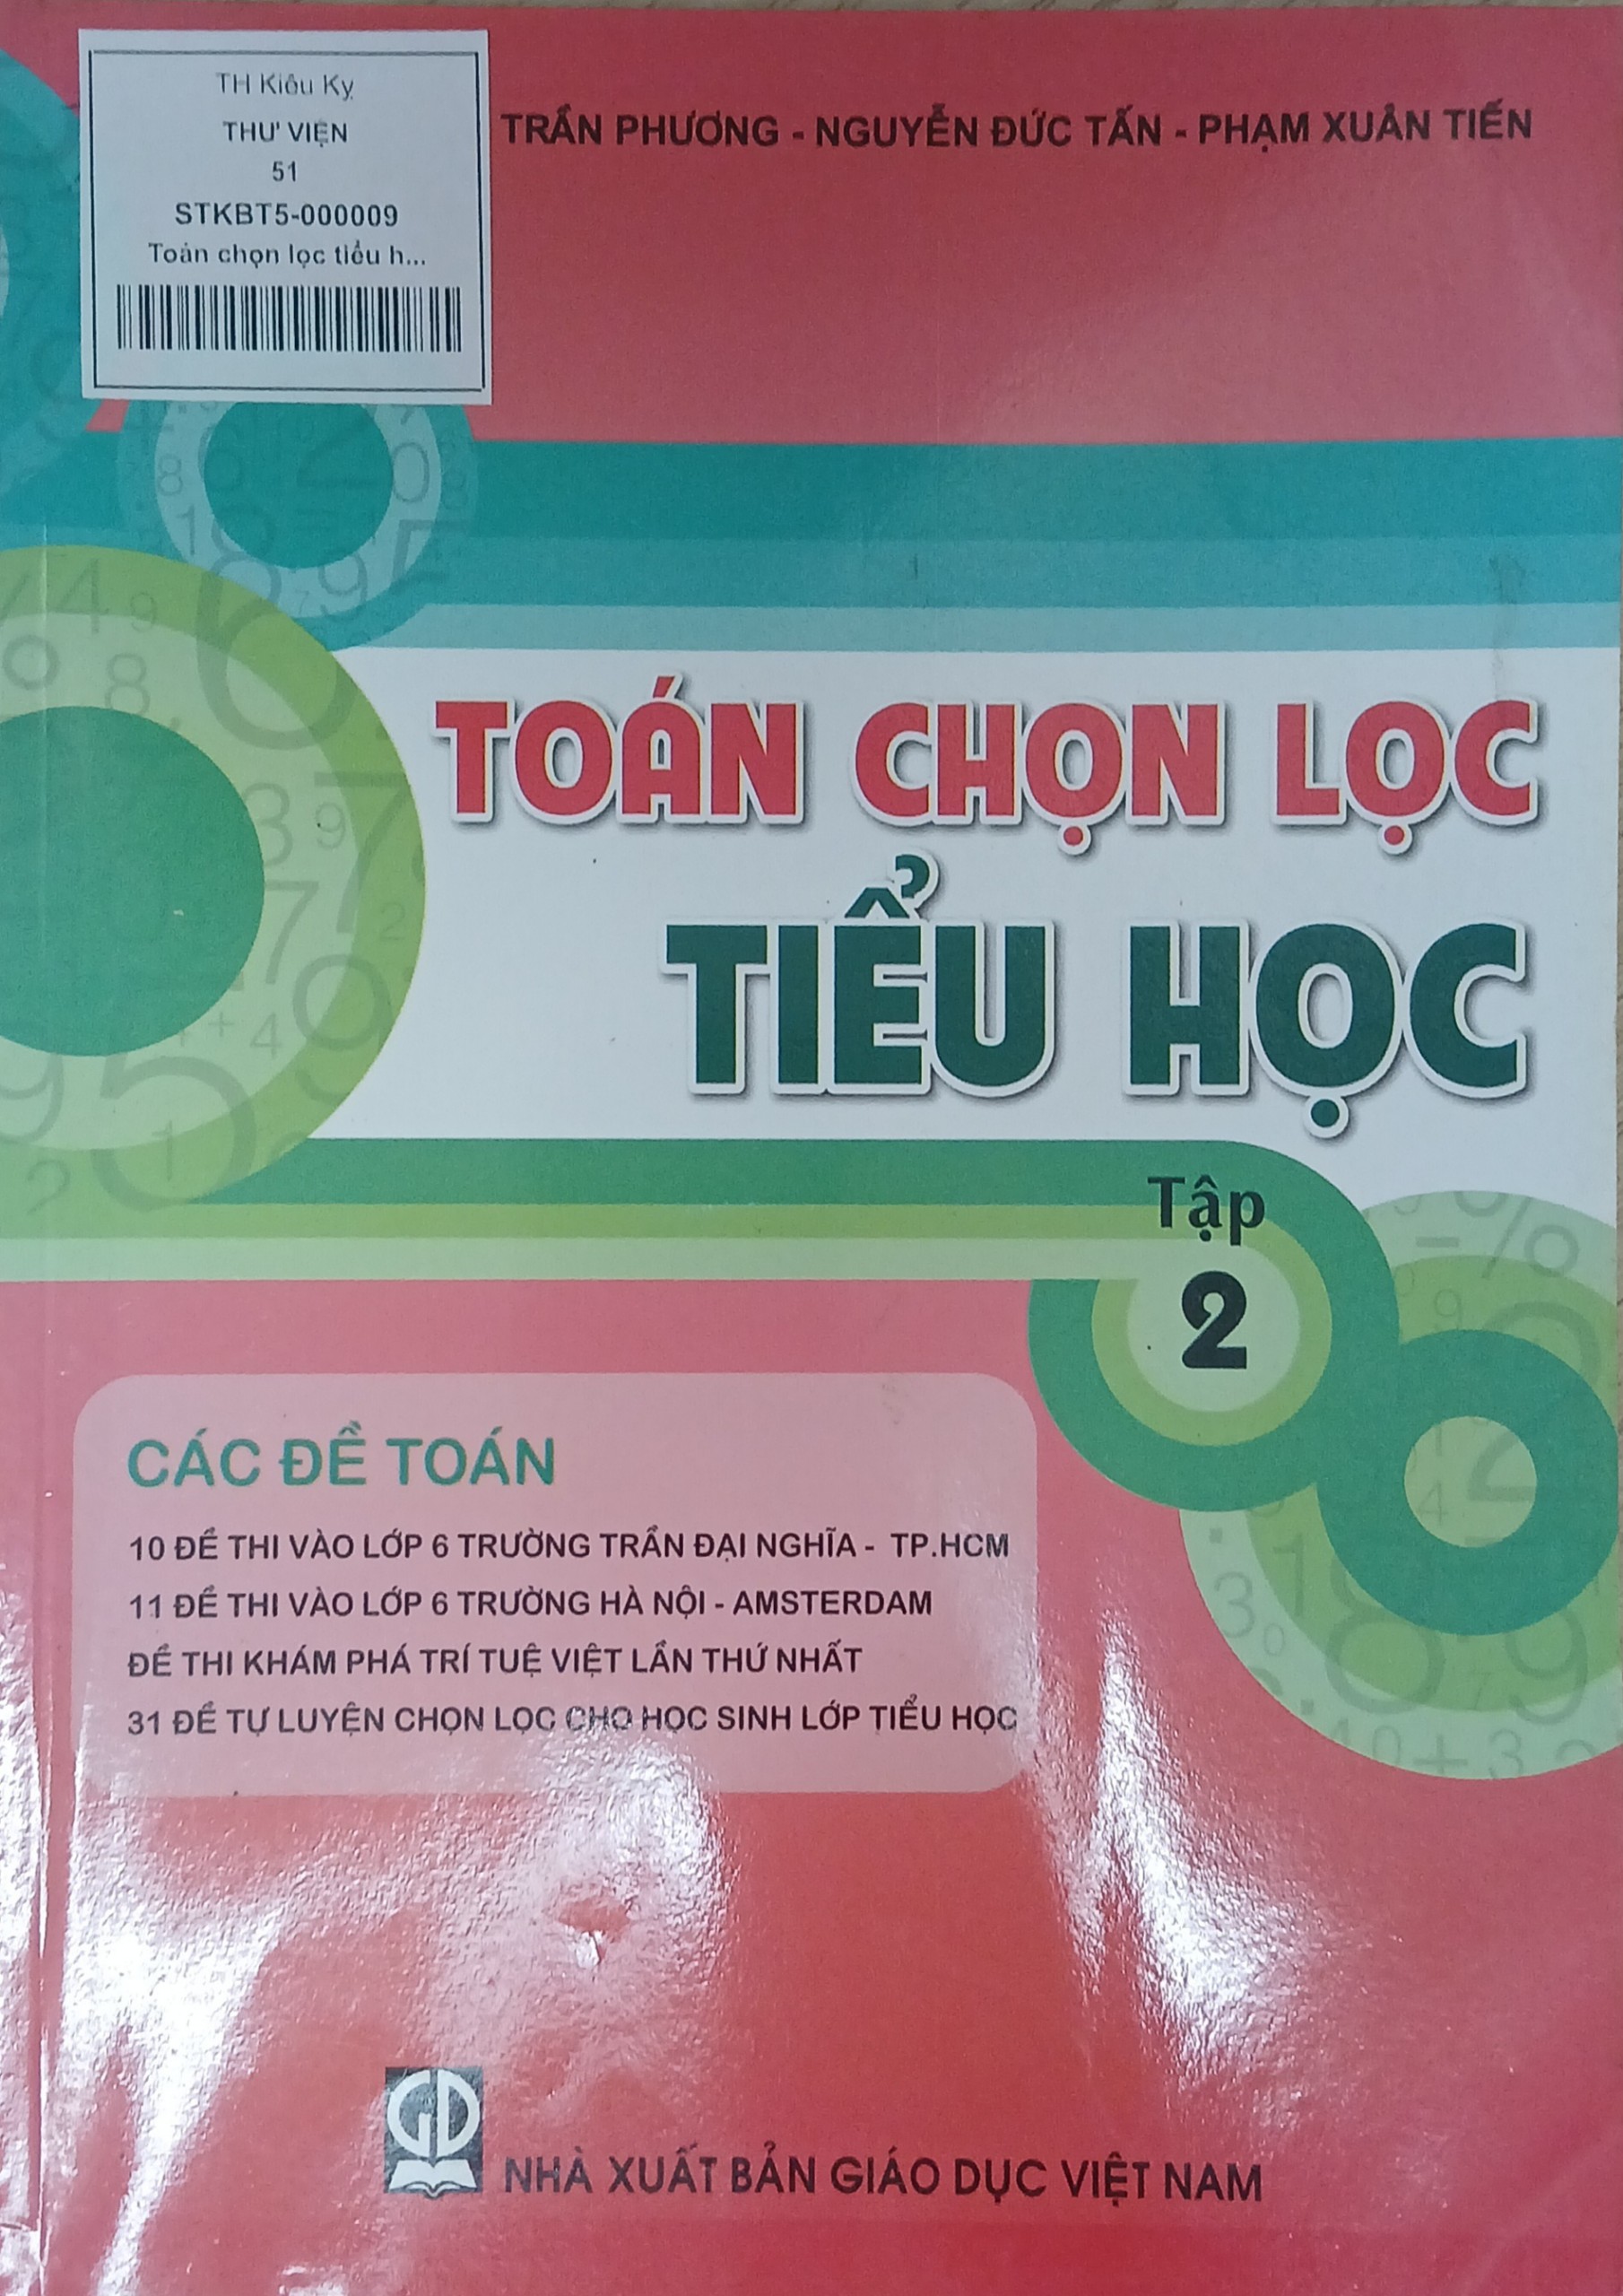 TH Kiêu Kỵ
THƯ VIỆN
51
STKBT5-000009
Toán chọn lọc tiểu h...
TRẦN PHƯƠNG - NGUYỄN ĐỨC TẤN - PHẠM XUÂN TIẾN
TOÁN CHỌN LỌC
TIỂU HỌC
Tập
2
CÁC ĐỀ TOÁN
10 ĐỀ THI VÀO LỚP 6 TRƯỜNG TRẦN ĐẠI NGHĨA - TP.HCM
11 ĐỀ THI VÀO LỚP 6 TRƯỜNG HÀ NỘI - AMSTERDAM
ĐỀ THI KHÁM PHÁ TRÍ TUỆ VIỆT LẦN THỨ NHẤT
31 ĐỀ TỰ LUYỆN CHỌN LỌC CHO HỌC SINH LỚP TIỂU HỌC
GD
NHÀ XUẤT BẢN GIÁO DỤC VIỆT NAM